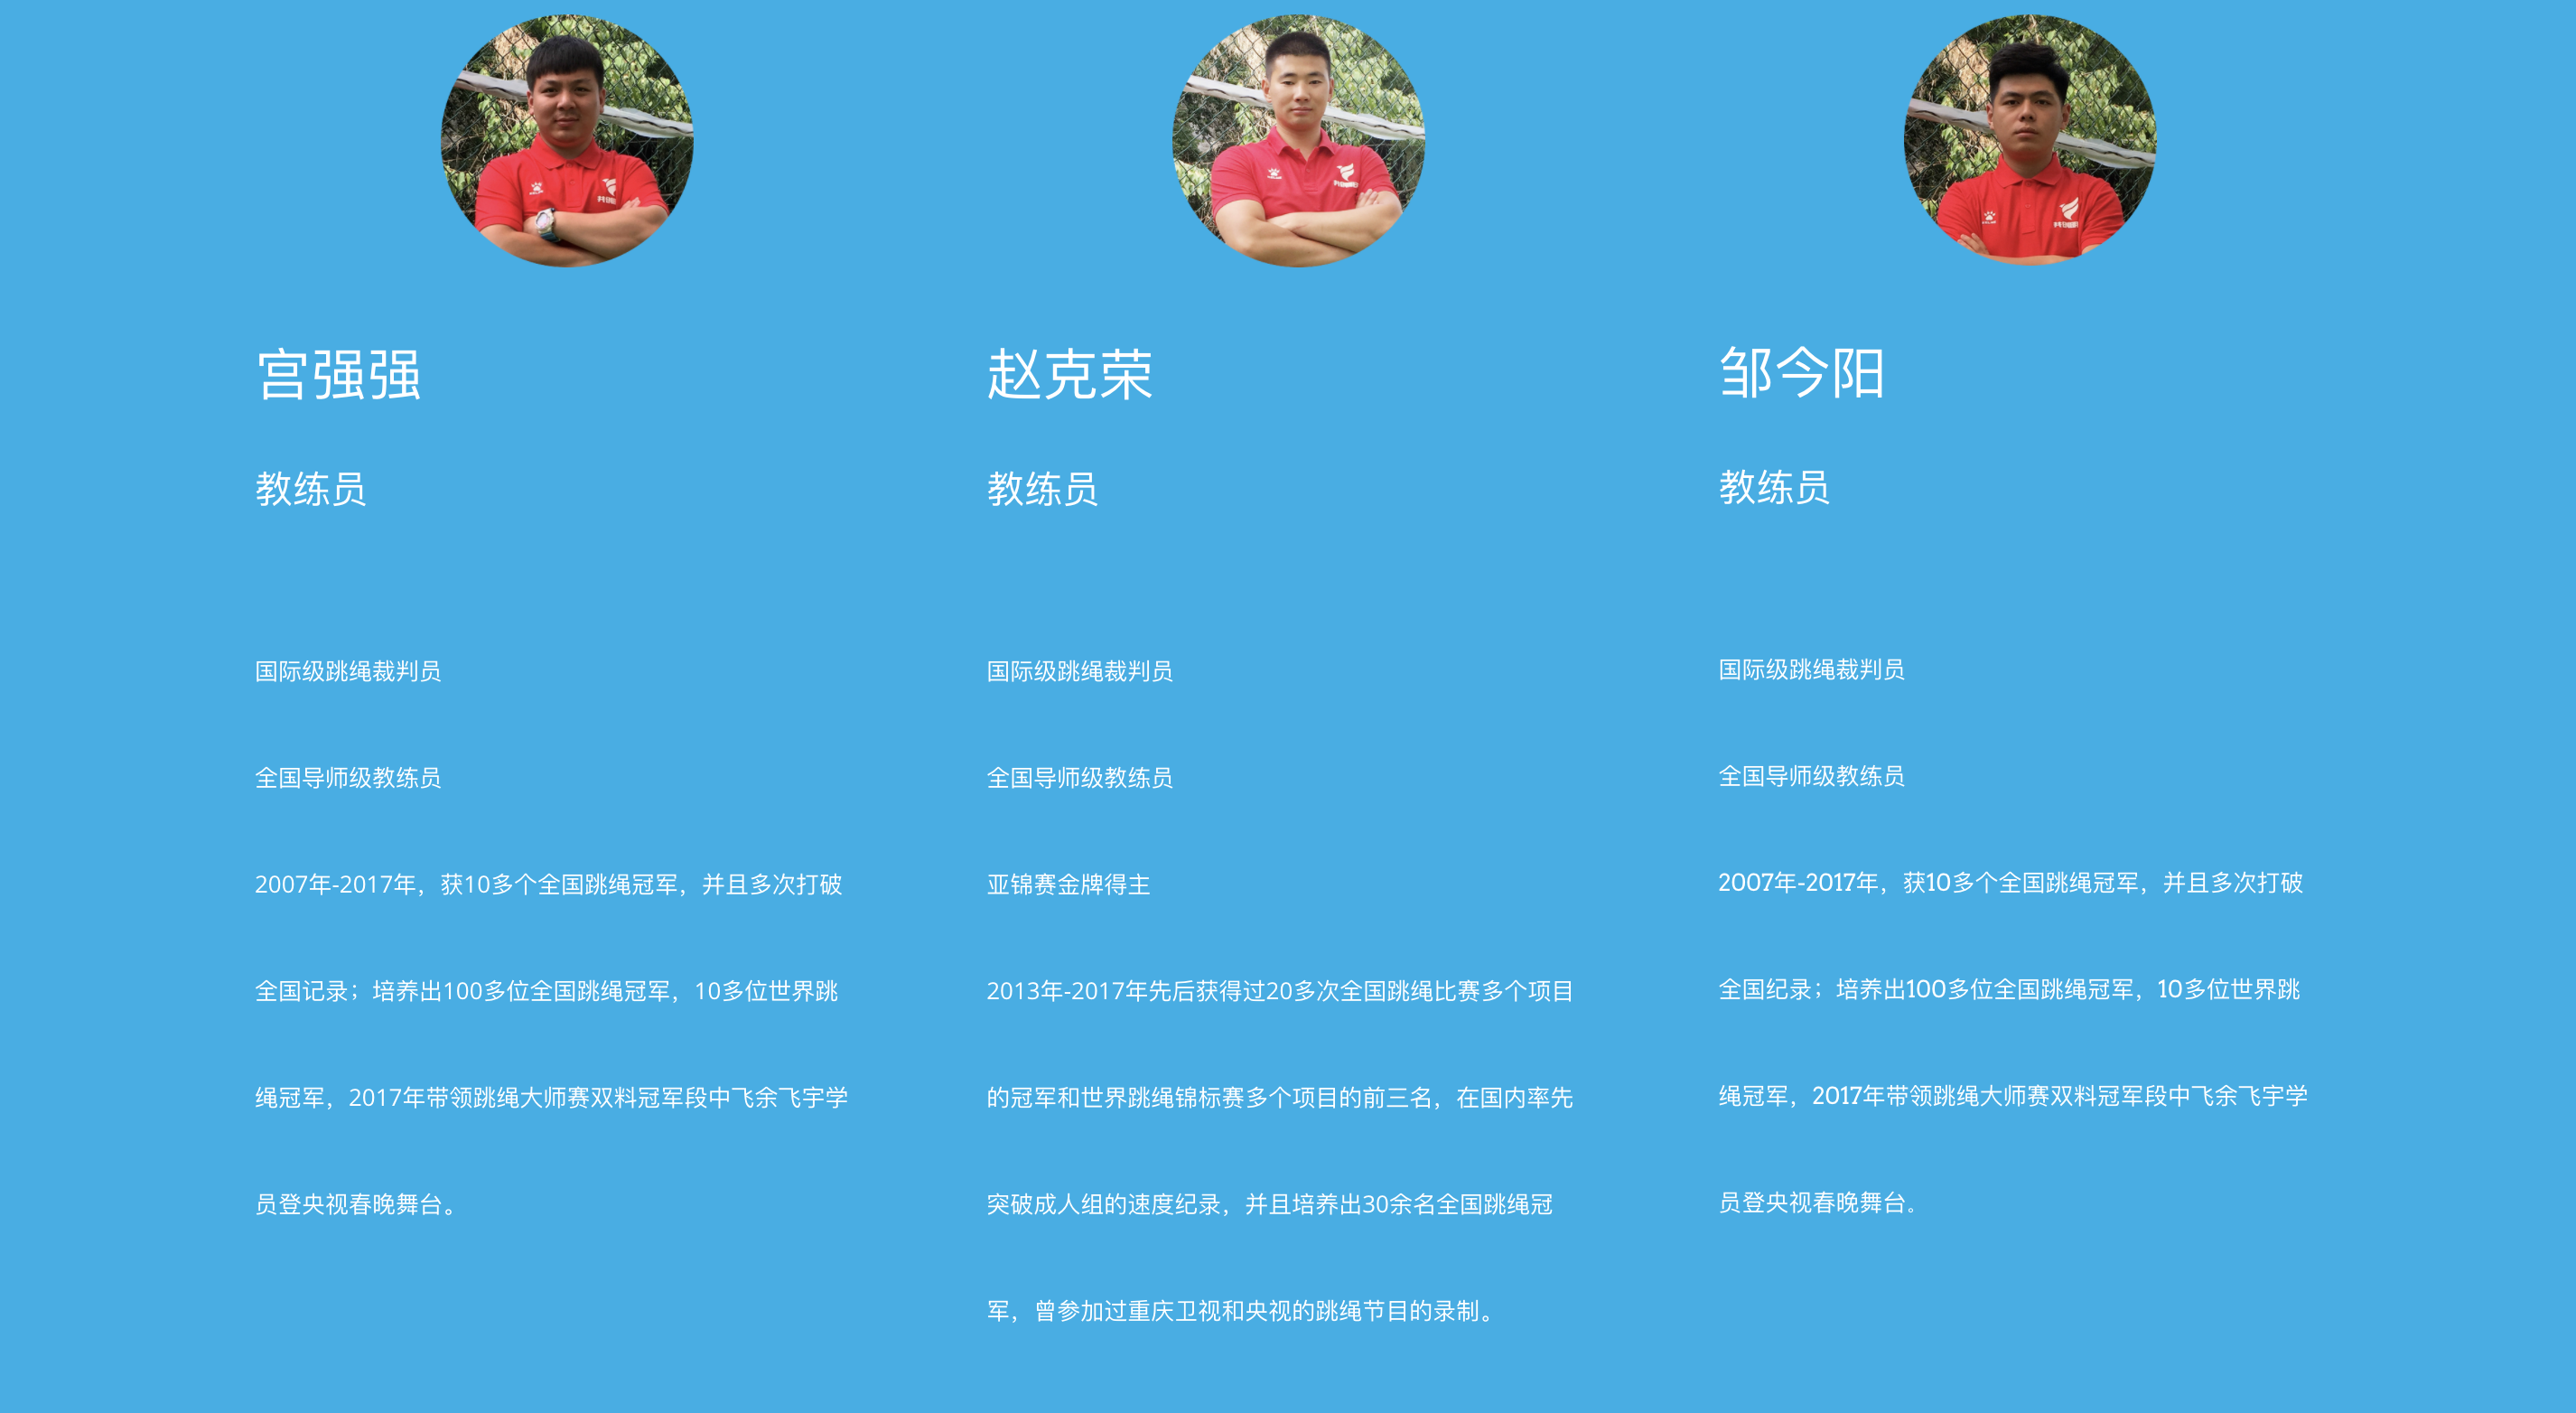 宫强强
教练员
国际级跳绳裁判员
全国导师级教练员
2007年-2017年，获10多个全国跳绳冠军，并且多次打破
全国记录；培养出100多位全国跳绳冠军，10多位世界跳
绳冠军，2017年带领跳绳大师赛双料冠军段中飞余飞宇学
员登央视春晚舞台。
赵克荣
教练员
国际级跳绳裁判员
全国导师级教练员
亚锦赛金牌得主
2013年-2017年先后获得过20多次全国跳绳比赛多个项目
的冠军和世界跳绳锦标赛多个项目的前三名，在国内率先
突破成人组的速度纪录，并且培养出30余名全国跳绳冠
军，曾参加过重庆卫视和央视的跳绳节目的录制。
邹今阳
教练员
国际级跳绳裁判员
全国导师级教练员
2007年-2017年，获10多个全国跳绳冠军，并且多次打破
全国纪录；培养出100多位全国跳绳冠军，10多位世界跳
绳冠军，2017年带领跳绳大师赛双料冠军段中飞余飞宇学
员登央视春晚舞台。